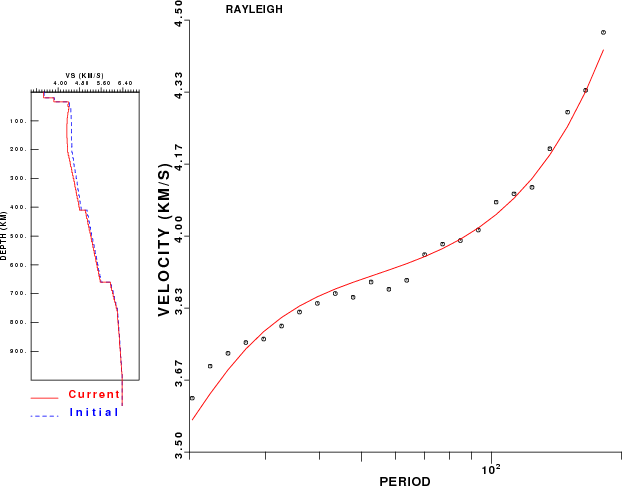 RAYLEIGH
VS (KM/S)
4.00 4.80 5.60 6.40
100.
200.
300.
400.
500.
600.
700.
800.
900.
DEPTH (KM)
Current
Initial
4.50
4.33
4.17
4.00
3.83
3.67
3.50
VELOCITY (KM/S)
10²
PERIOD